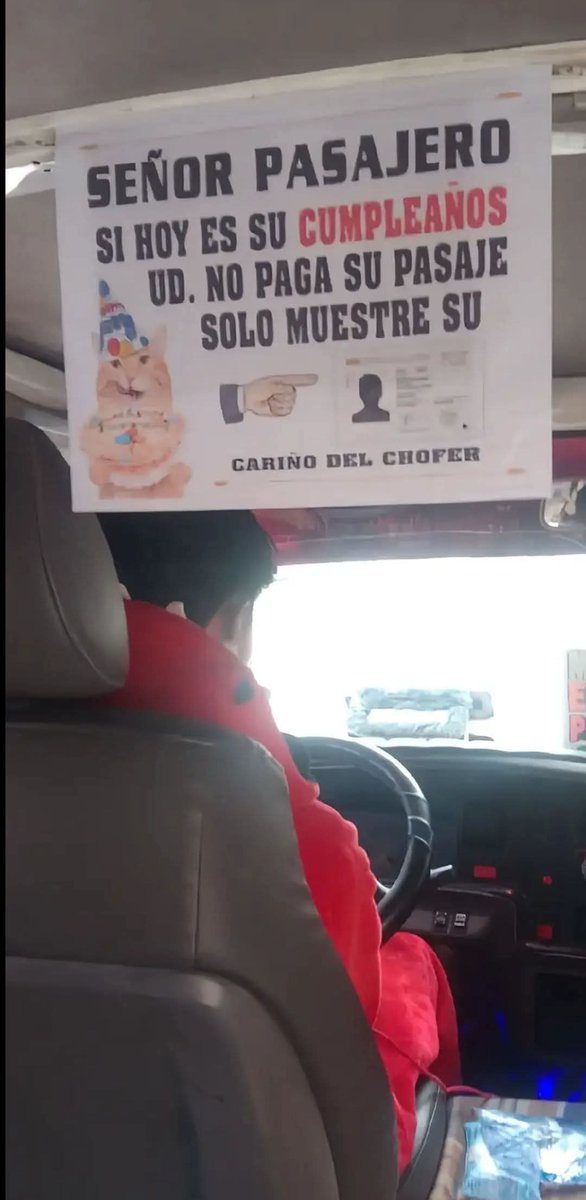 SEÑOR PASAJERO
SI HOY ES SU CUMPLEAÑOS
UD. NO PAGA SU PASAJE
SOLO MUESTRE SU
CARIÑO DEL CHOFER